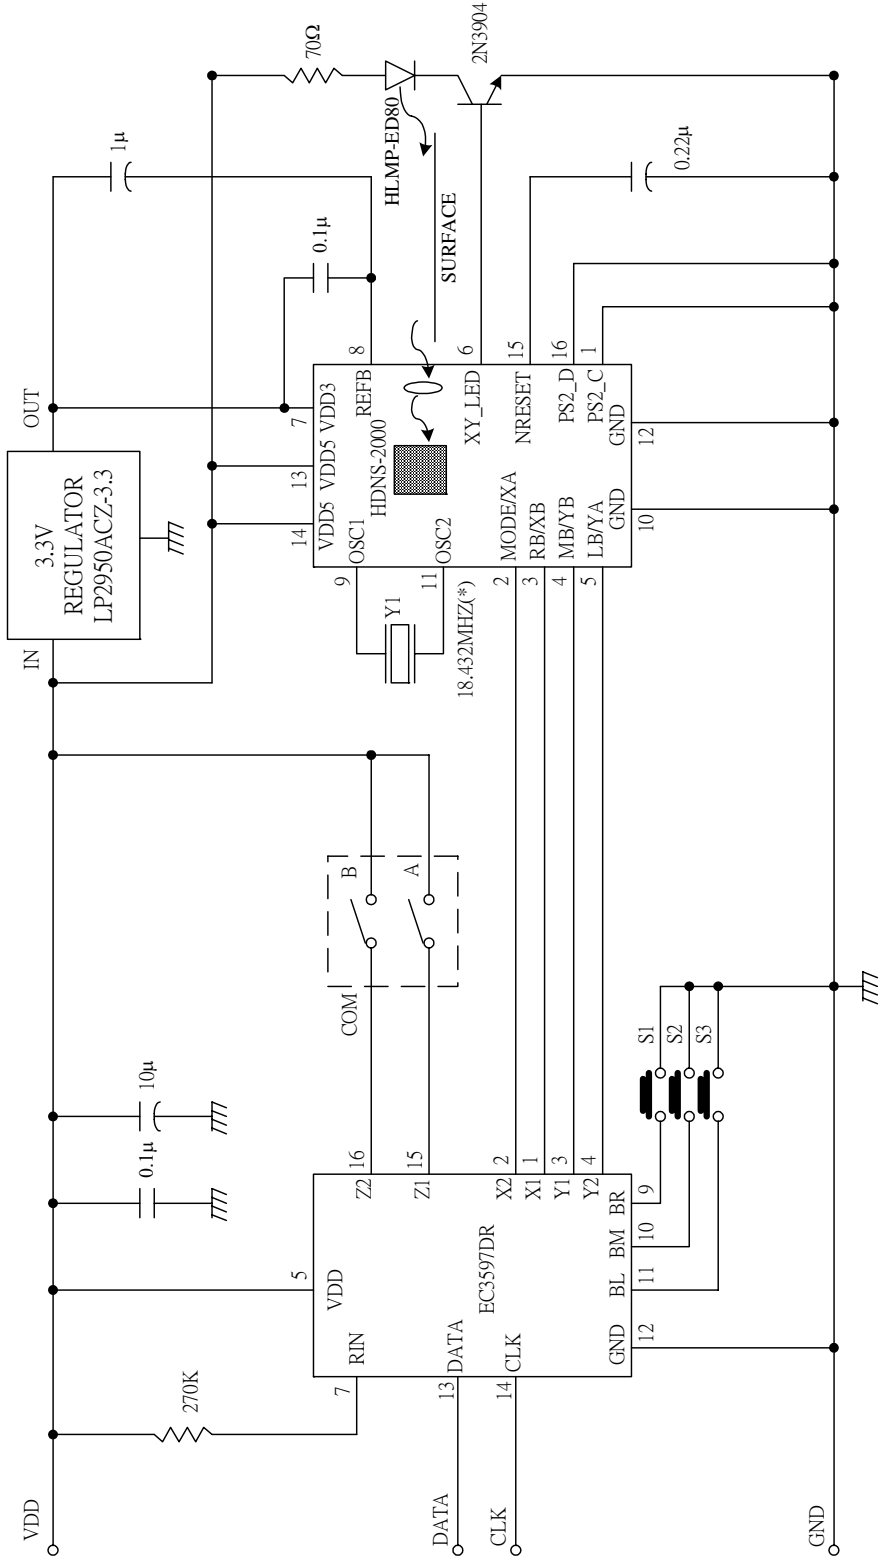 VDD
270K
7
RIN
5
VDD
0.1µ
10µ
IN
3.3V
REGULATOR
LP2950ACZ-3.3
OUT
1µ
70Ω
HLMP-ED80
2N3904
SURFACE
0.1µ
0.22µ
14
VDD5
13
VDD5
7
VDD3
8
REFB
HDNS-2000
9
OSC1
11
OSC2
Y1
18.432MHZ(*)
6
XY_LED
15
NRESET
16
PS2_D
1
PS2_C
2
MODE/XA
3
RB/XB
4
MB/YB
5
LB/YA
GND
10
GND
12
COM
B
A
Z2
16
Z1
15
X2
2
X1
1
Y1
3
Y2
4
EC3597DR
DATA
13
DATA
CLK
14
CLK
GND
12
BL
11
BM
10
BR
9
S1
S2
S3
GND